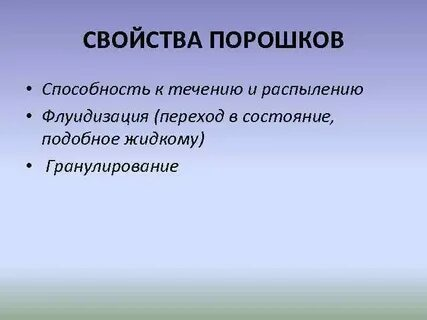 СВОЙСТВА ПОРОШКОВ
• Способность к течению и распылению
• Флуидизация (переход в состояние,
подобное жидкому)
• Гранулирование